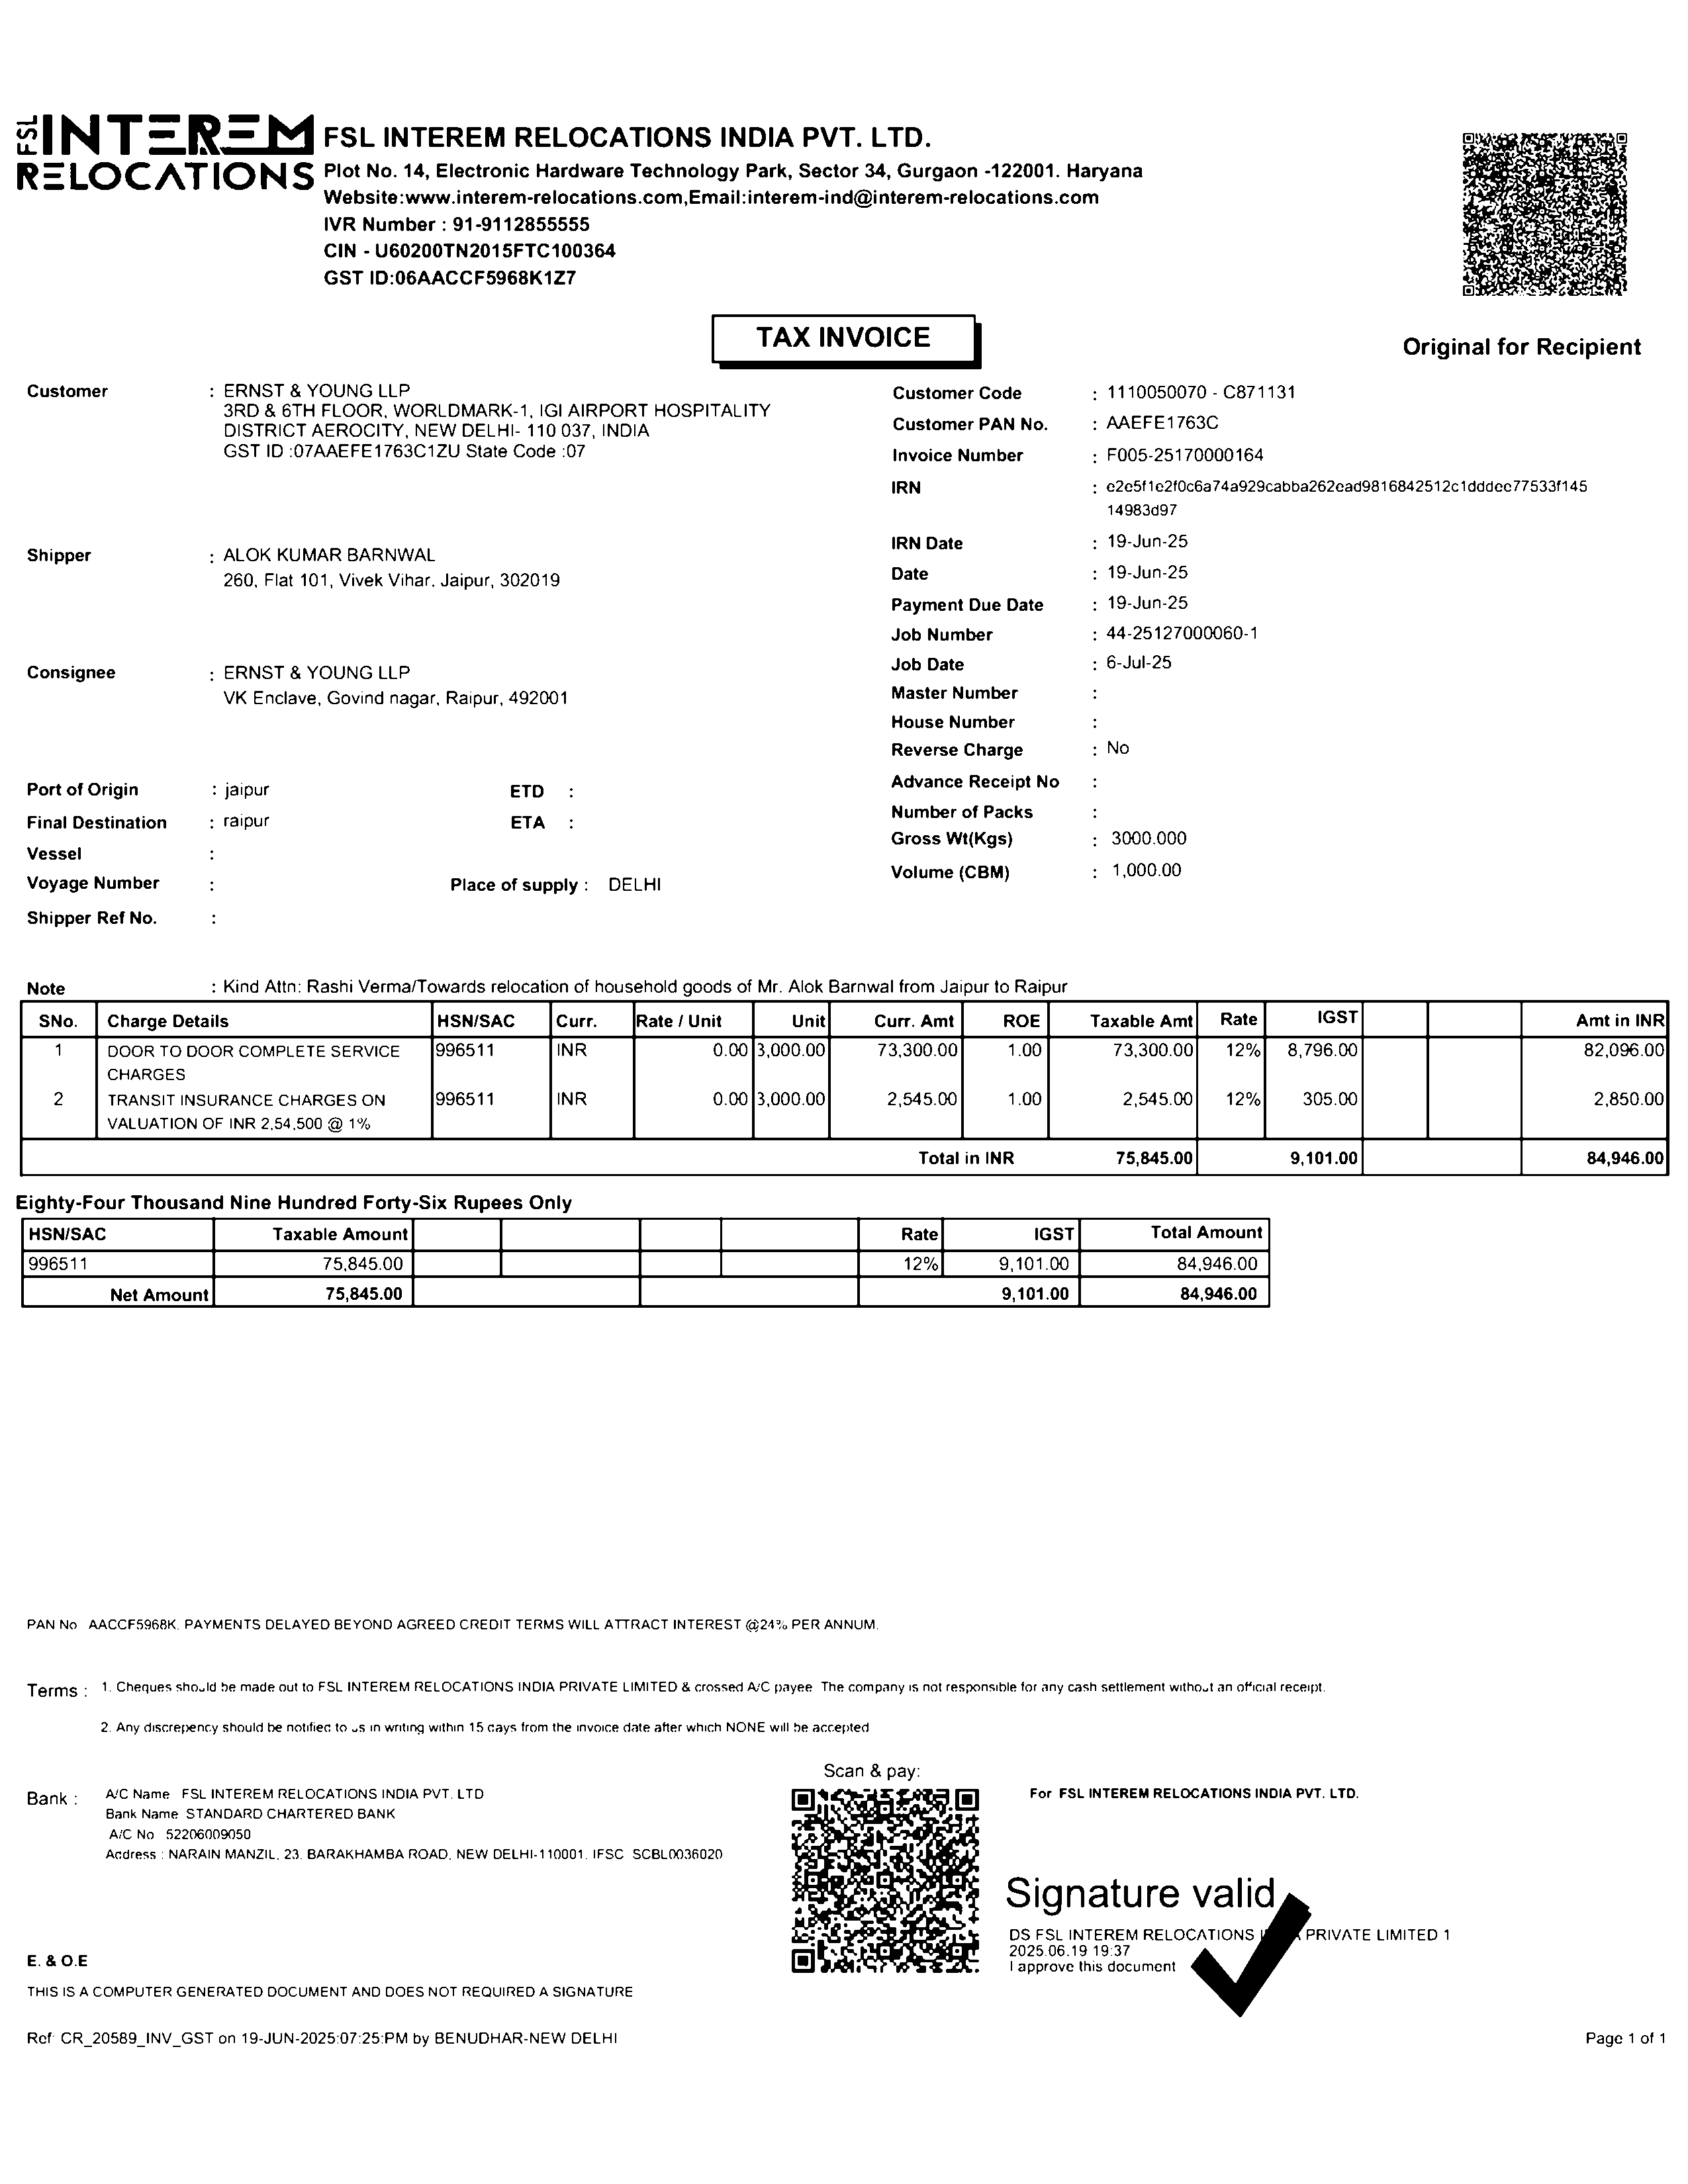 FSL INTEREM
RELOCATIONS
FSL INTEREM RELOCATIONS INDIA PVT. LTD.
Plot No. 14, Electronic Hardware Technology Park, Sector 34, Gurgaon -122001. Haryana
Website:www.interem-relocations.com,Email:interem-ind@interem-relocations.com
IVR Number : 91-9112855555
CIN - U60200TN2015FTC100364
GST ID:06AACCF5968K1Z7
TAX INVOICE
Original for Recipient
Customer : ERNST & YOUNG LLP
3RD & 6TH FLOOR, WORLDMARK-1, IGI AIRPORT HOSPITALITY
DISTRICT AEROCITY, NEW DELHI- 110 037, INDIA
GST ID :07AAEFE1763C1ZU State Code :07
Shipper : ALOK KUMAR BARNWAL
260, Flat 101, Vivek Vihar, Jaipur, 302019
Consignee : ERNST & YOUNG LLP
VK Enclave, Govind nagar, Raipur, 492001
Port of Origin : jaipur ETD :
Final Destination : raipur ETA :
Vessel :
Voyage Number : Place of supply : DELHI
Shipper Ref No. :
Customer Code : 1110050070 - C871131
Customer PAN No. : AAEFE1763C
Invoice Number : F005-25170000164
IRN : e2e5f1e2f0c6a74a929cabba262ead9816842512c1dddec77533f145
14983d97
IRN Date : 19-Jun-25
Date : 19-Jun-25
Payment Due Date : 19-Jun-25
Job Number : 44-25127000060-1
Job Date : 6-Jul-25
Master Number :
House Number :
Reverse Charge : No
Advance Receipt No :
Number of Packs :
Gross Wt(Kgs) : 3000.000
Volume (CBM) : 1,000.00
Note : Kind Attn: Rashi Verma/Towards relocation of household goods of Mr. Alok Barnwal from Jaipur to Raipur
SNo. Charge Details HSN/SAC Curr. Rate / Unit Unit Curr. Amt ROE Taxable Amt Rate IGST Amt in INR
1 DOOR TO DOOR COMPLETE SERVICE 996511 INR 0.00 3,000.00 73,300.00 1.00 73,300.00 12% 8,796.00 82,096.00
CHARGES
2 TRANSIT INSURANCE CHARGES ON 996511 INR 0.00 3,000.00 2,545.00 1.00 2,545.00 12% 305.00 2,850.00
VALUATION OF INR 2,54,500 @ 1%
Total in INR 75,845.00 9,101.00 84,946.00
Eighty-Four Thousand Nine Hundred Forty-Six Rupees Only
HSN/SAC Taxable Amount Rate IGST Total Amount
996511 75,845.00 12% 9,101.00 84,946.00
Net Amount 75,845.00 9,101.00 84,946.00
PAN No AACCF5968K. PAYMENTS DELAYED BEYOND AGREED CREDIT TERMS WILL ATTRACT INTEREST @24% PER ANNUM.
Terms : 1. Cheques should be made out to FSL INTEREM RELOCATIONS INDIA PRIVATE LIMITED & crossed A/C payee The company is not responsible for any cash settlement without an official receipt.
2. Any discrepency should be notified to us in writing within 15 days from the invoice date after which NONE will be accepted
Bank : A/C Name FSL INTEREM RELOCATIONS INDIA PVT. LTD
Bank Name STANDARD CHARTERED BANK
A/C No 52206009050
Address : NARAIN MANZIL, 23, BARAKHAMBA ROAD, NEW DELHI-110001. IFSC SCBL0036020
Scan & pay:
For FSL INTEREM RELOCATIONS INDIA PVT. LTD.
Signature valid
DS FSL INTEREM RELOCATIONS PRIVATE LIMITED 1
2025.06.19 19:37
I approve this document
E. & O.E
THIS IS A COMPUTER GENERATED DOCUMENT AND DOES NOT REQUIRED A SIGNATURE
Ref: CR_20589_INV_GST on 19-JUN-2025:07:25:PM by BENUDHAR-NEW DELHI
Page 1 of 1